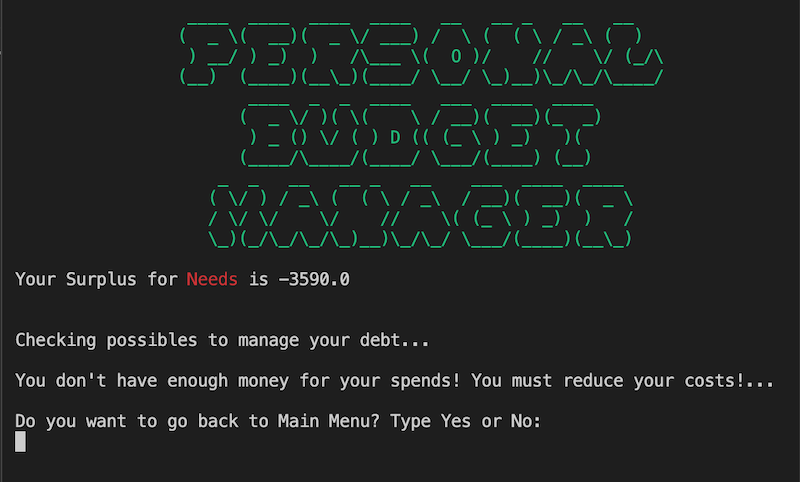 PERSONAL
BUDGET
MANAGER
Your Surplus for Needs is -3590.0
Checking possibles to manage your debt...
You don't have enough money for your spends! You must reduce your costs!...
Do you want to go back to Main Menu? Type Yes or No: